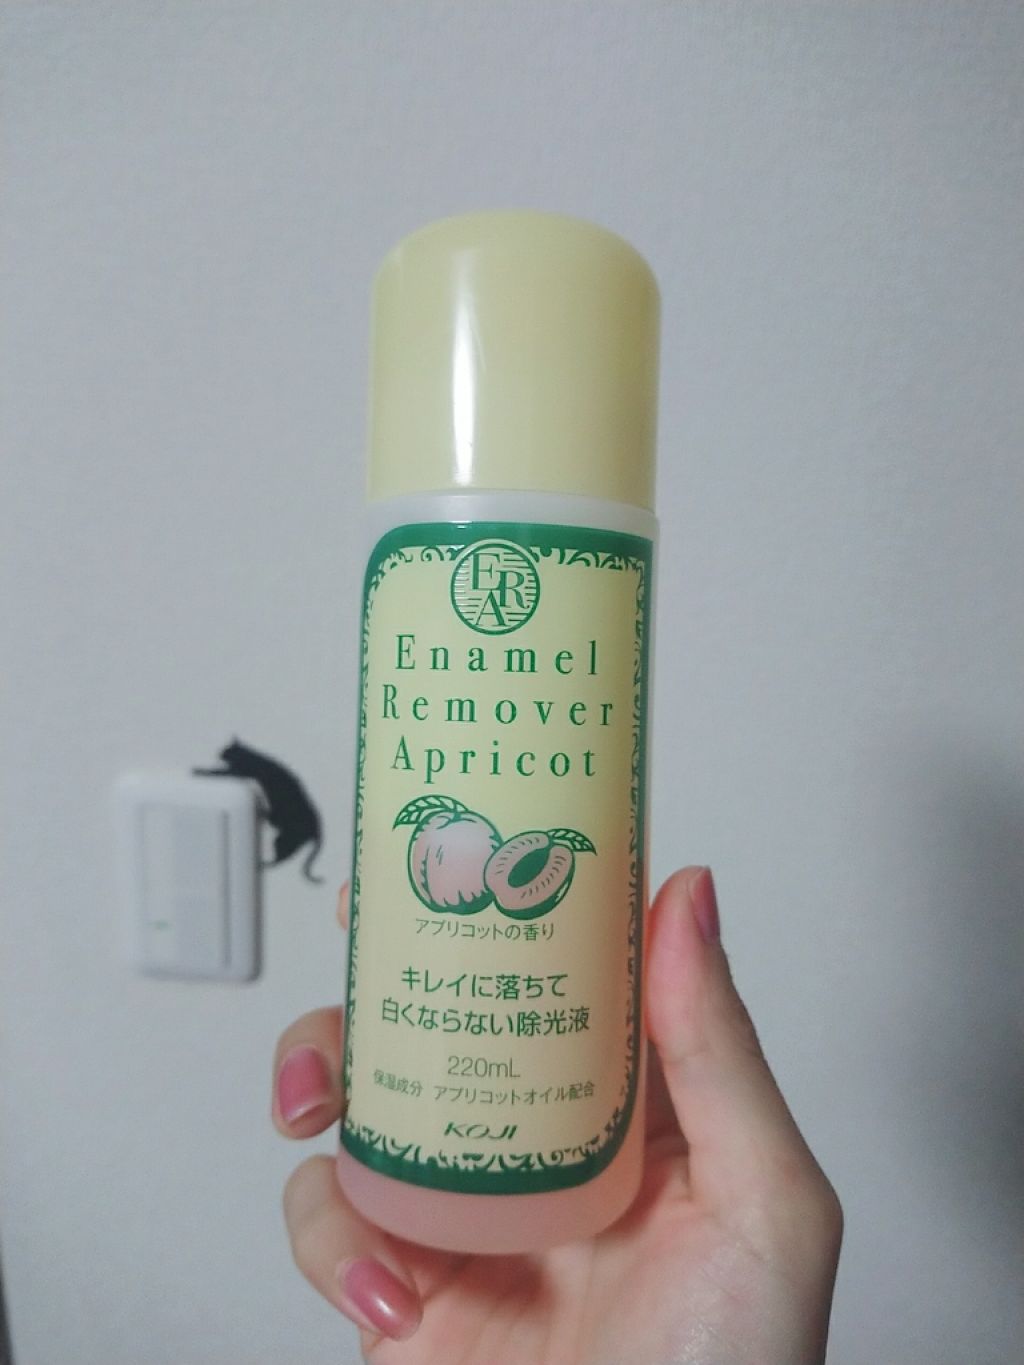 ERA
Enamel
Remover
Apricot
アプリコットの香り
キレイに落ちて
白くならない除光液
220mL
保湿成分 アプリコットオイル配合
KOJI